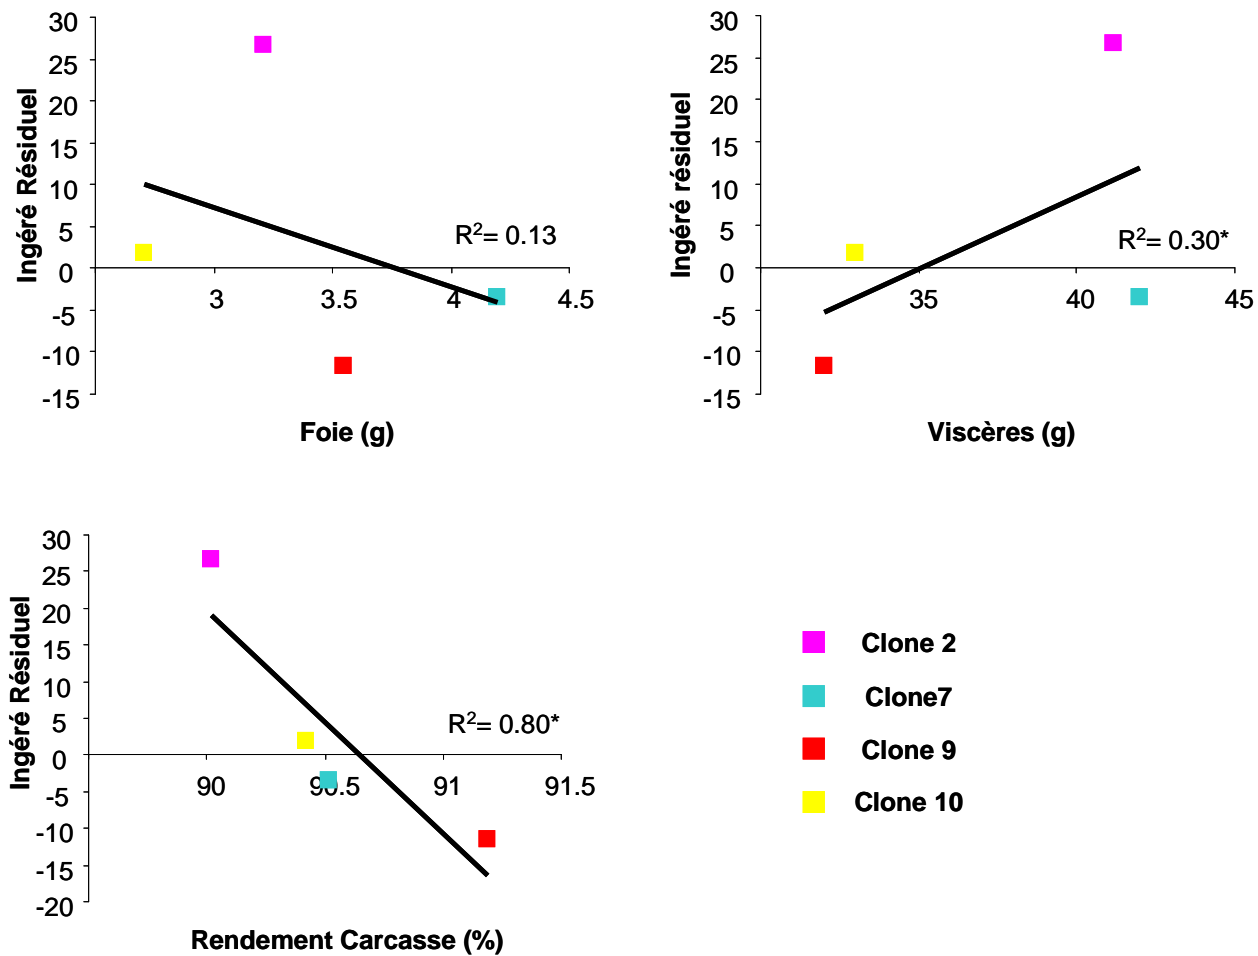 30
25
20
15
10
5
0
-5
-10
-15
Ingéré Résiduel
R²= 0.13
3 3.5 4 4.5
Foie (g)
30
25
20
15
10
5
0
-5
-10
-15
Ingéré résiduel
R²= 0.30*
35 40 45
Viscères (g)
30
25
20
15
10
5
0
-5
-10
-15
-20
Ingéré Résiduel
R²= 0.80*
90 90.5 91 91.5
Rendement Carcasse (%)
Clone 2
Clone7
Clone 9
Clone 10